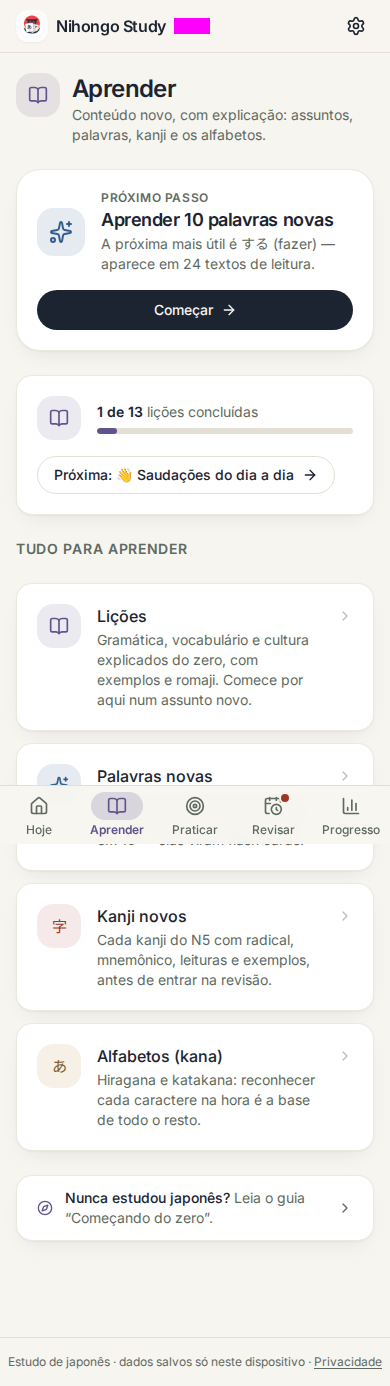 Nihongo Study
Aprender
Conteúdo novo, com explicação: assuntos,
palavras, kanji e os alfabetos.
PRÓXIMO PASSO
Aprender 10 palavras novas
A próxima mais útil é する (fazer) —
aparece em 24 textos de leitura.
Começar →
1 de 13 lições concluídas
Próxima: 👋 Saudações do dia a dia →
TUDO PARA APRENDER
Lições
Gramática, vocabulário e cultura
explicados do zero, com
exemplos e romaji. Comece por
aqui num assunto novo.
Palavras novas
Hoje
Aprender
Praticar
Revisar
Progresso
字
Kanji novos
Cada kanji do N5 com radical,
mnemônico, leituras e exemplos,
antes de entrar na revisão.
あ
Alfabetos (kana)
Hiragana e katakana: reconhecer
cada caractere na hora é a base
de todo o resto.
Nunca estudou japonês? Leia o guia
“Começando do zero”.
Estudo de japonês · dados salvos só neste dispositivo · Privacidade